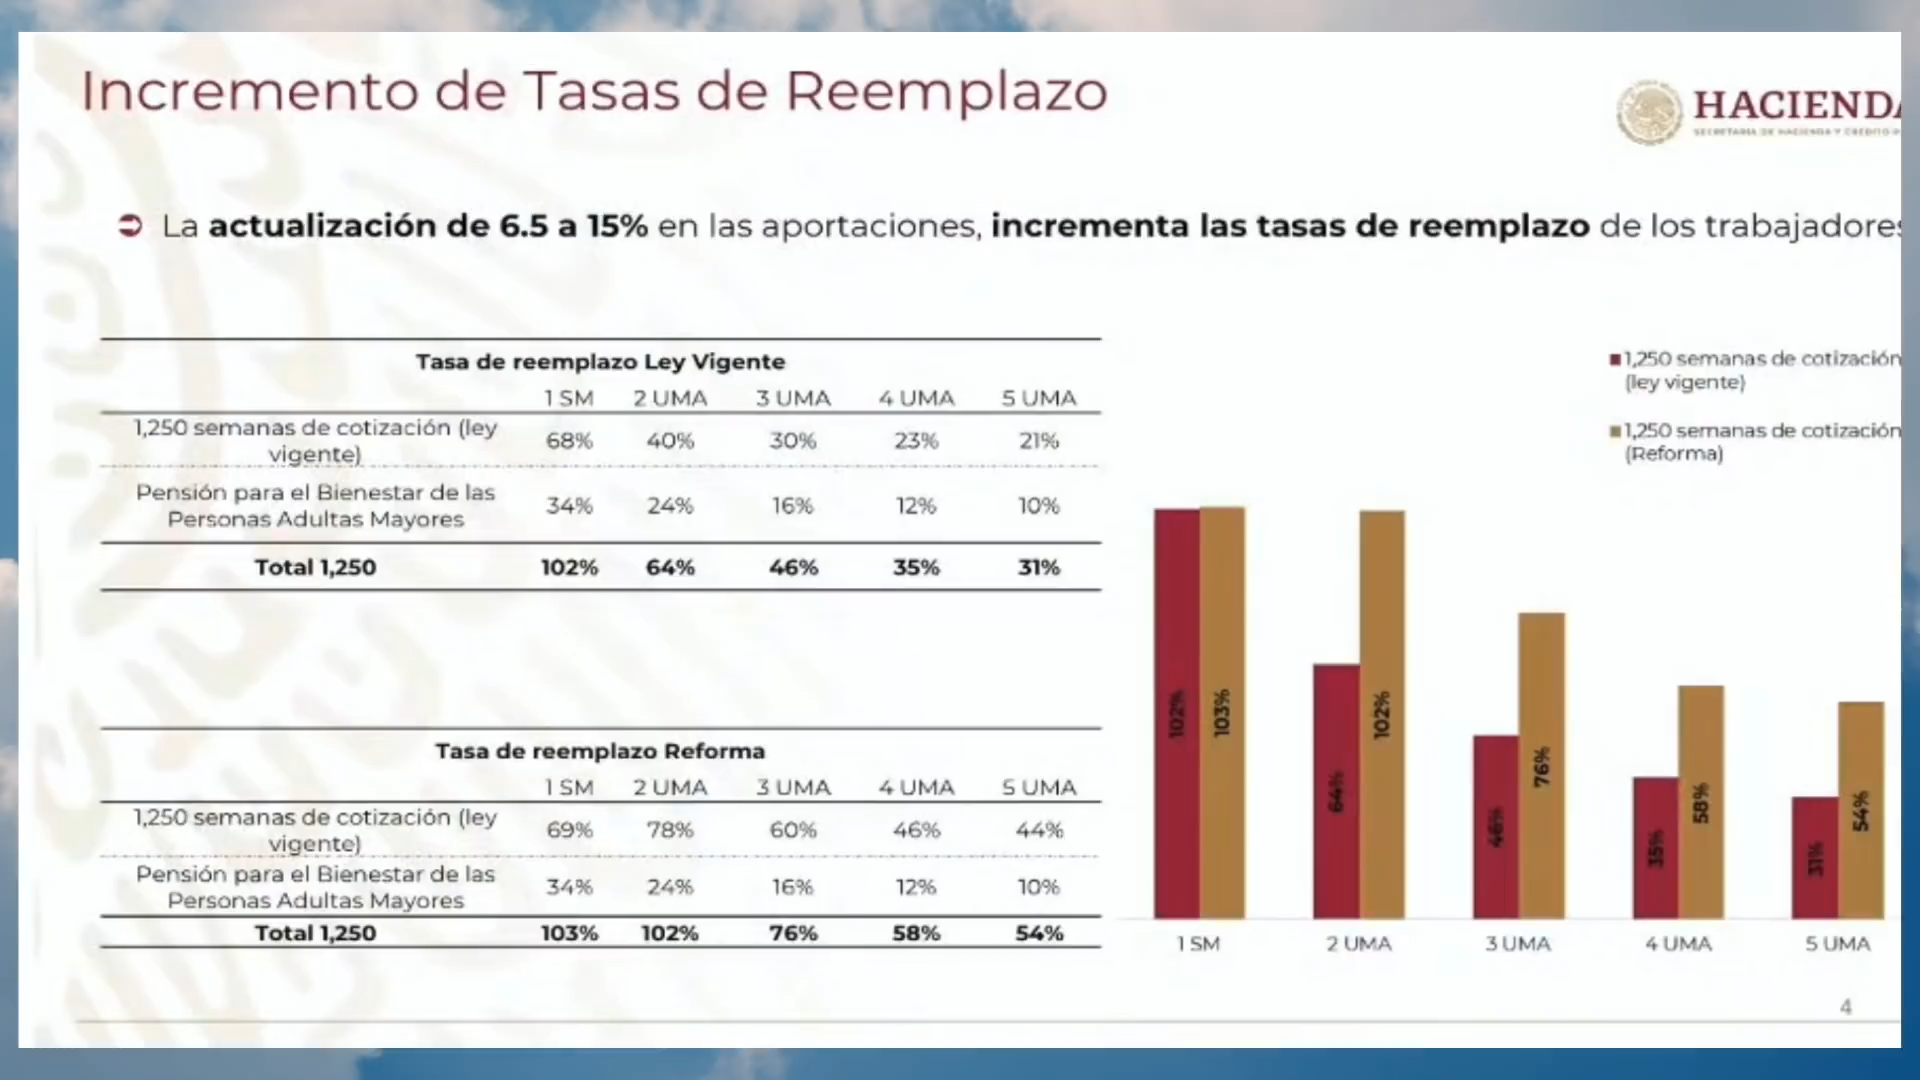 Incremento de Tasas de Reemplazo
HACIENDA
SECRETARÍA DE HACIENDA Y CRÉDITO
La actualización de 6.5 a 15% en las aportaciones, incrementa las tasas de reemplazo de los trabajadores
Tasa de reemplazo Ley Vigente
1 SM 2 UMA 3 UMA 4 UMA 5 UMA
1,250 semanas de cotización (ley
vigente)
68% 40% 30% 23% 21%
Pensión para el Bienestar de las
Personas Adultas Mayores
34% 24% 16% 12% 10%
Total 1,250 102% 64% 46% 35% 31%
Tasa de reemplazo Reforma
1 SM 2 UMA 3 UMA 4 UMA 5 UMA
1,250 semanas de cotización (ley
vigente)
69% 78% 60% 46% 44%
Pensión para el Bienestar de las
Personas Adultas Mayores
34% 24% 16% 12% 10%
Total 1,250 103% 102% 76% 58% 54%
1,250 semanas de cotización
(ley vigente)
1,250 semanas de cotización
(Reforma)
102% 103% 64% 102% 46% 76% 35% 58% 31% 54%
1 SM 2 UMA 3 UMA 4 UMA 5 UMA
4